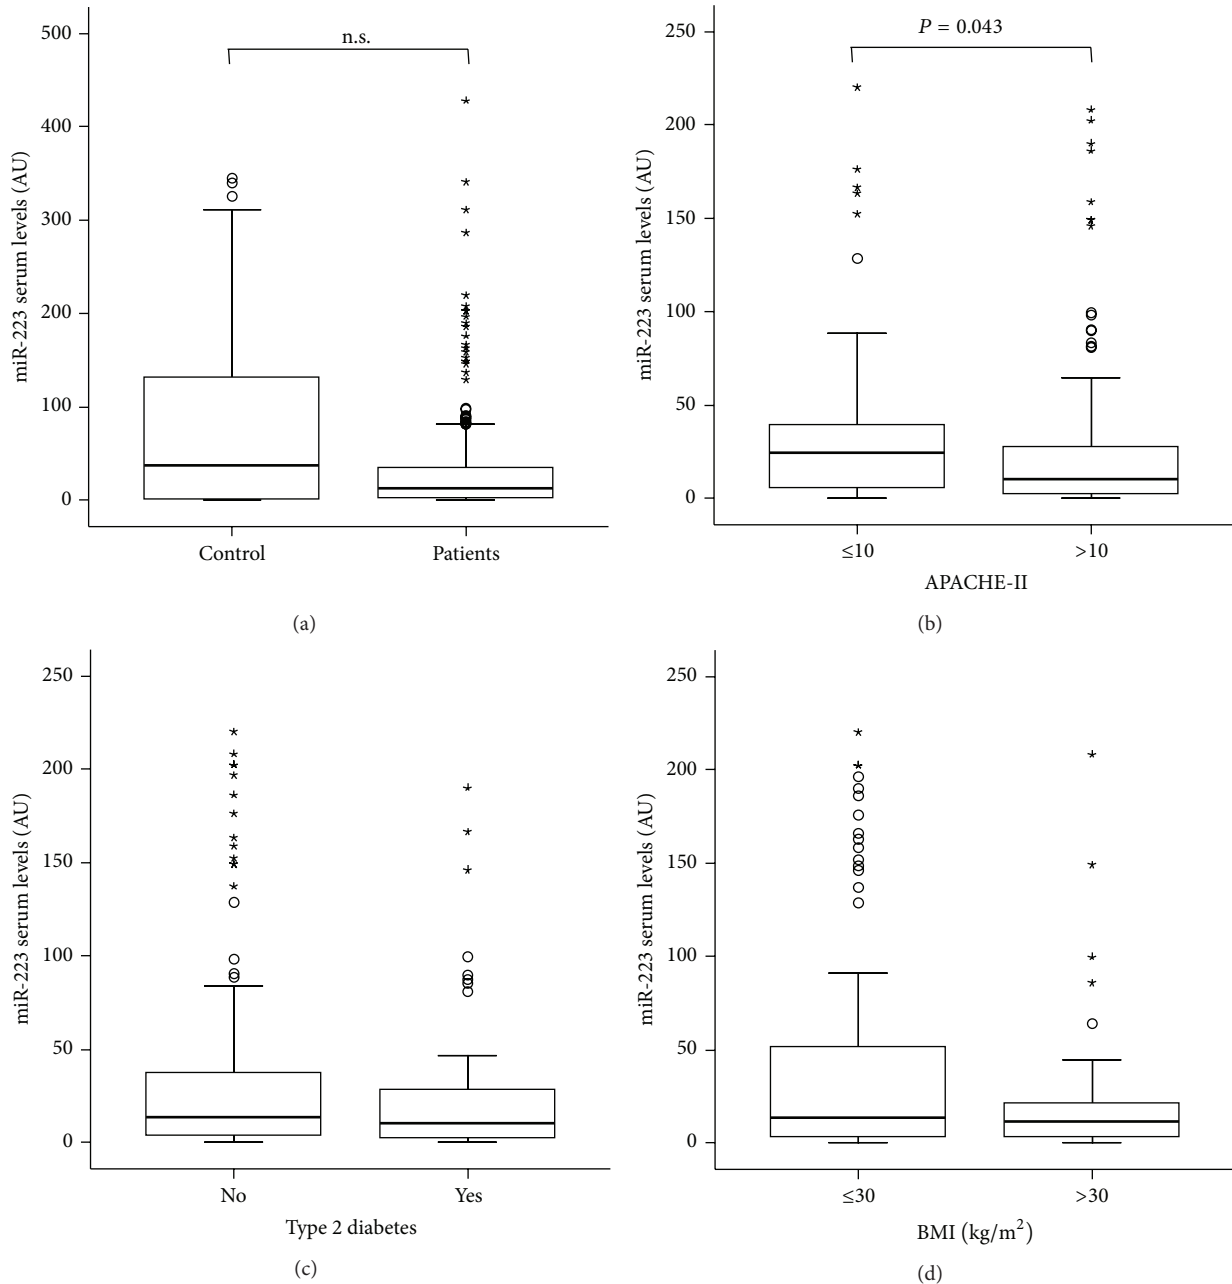 n.s.
500
400
300
200
100
0
miR-223 serum levels (AU)
Control Patients
(a)
P = 0.043
250
200
150
100
50
0
miR-223 serum levels (AU)
≤10 >10
APACHE-II
(b)
250
200
150
100
50
0
miR-223 serum levels (AU)
No Yes
Type 2 diabetes
(c)
250
200
150
100
50
0
miR-223 serum levels (AU)
≤30 >30
BMI (kg/m²)
(d)